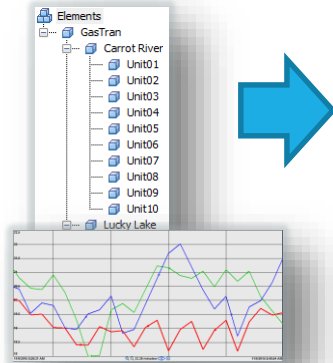 Elements
GasTran
Carrot River
Unit01
Unit02
Unit03
Unit04
Unit05
Unit06
Unit07
Unit08
Unit09
Unit10
Lucky Lake